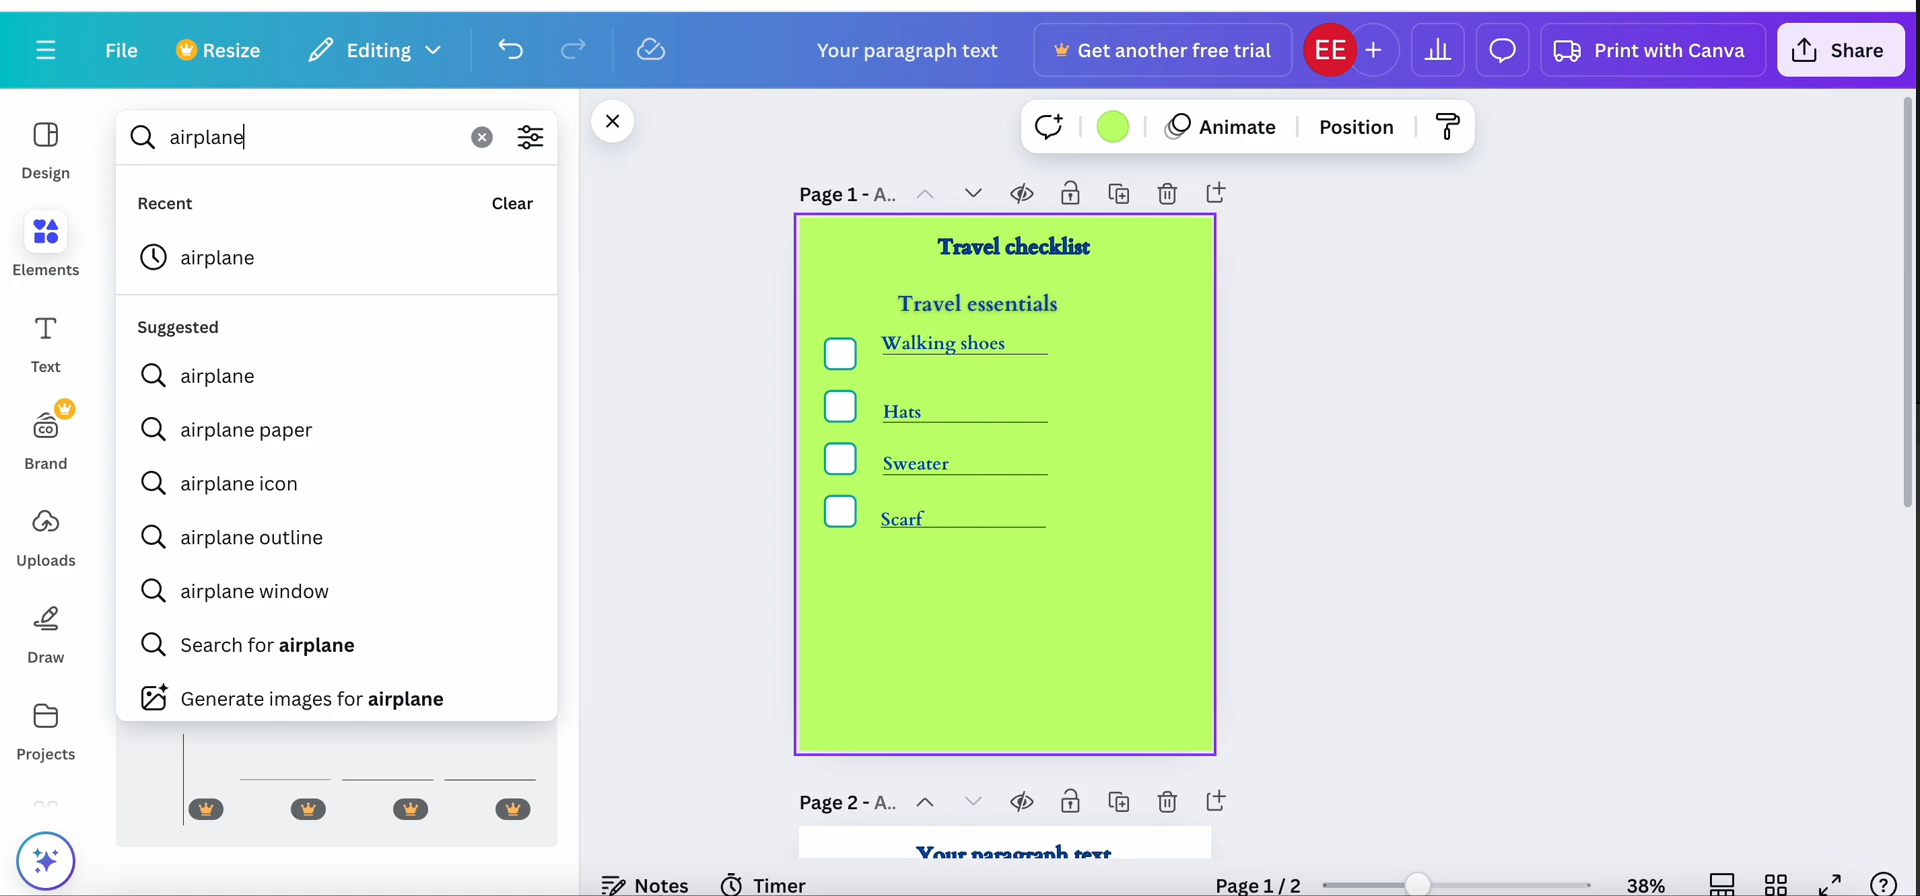 File
Resize
Editing
Your paragraph text
Get another free trial
EE
Print with Canva
Share
Design
Elements
Text
CO
Brand
Uploads
Draw
Projects
airplane
Recent
Clear
airplane
Suggested
airplane
airplane paper
airplane icon
airplane outline
airplane window
Search for airplane
Generate images for airplane
Animate
Position
Page 1 - A..
Travel checklist
Travel essentials
Walking shoes
Hats
Sweater
Scarf
Page 2 - A..
Your paragraph text
Notes
Timer
Page 1 / 2
38%